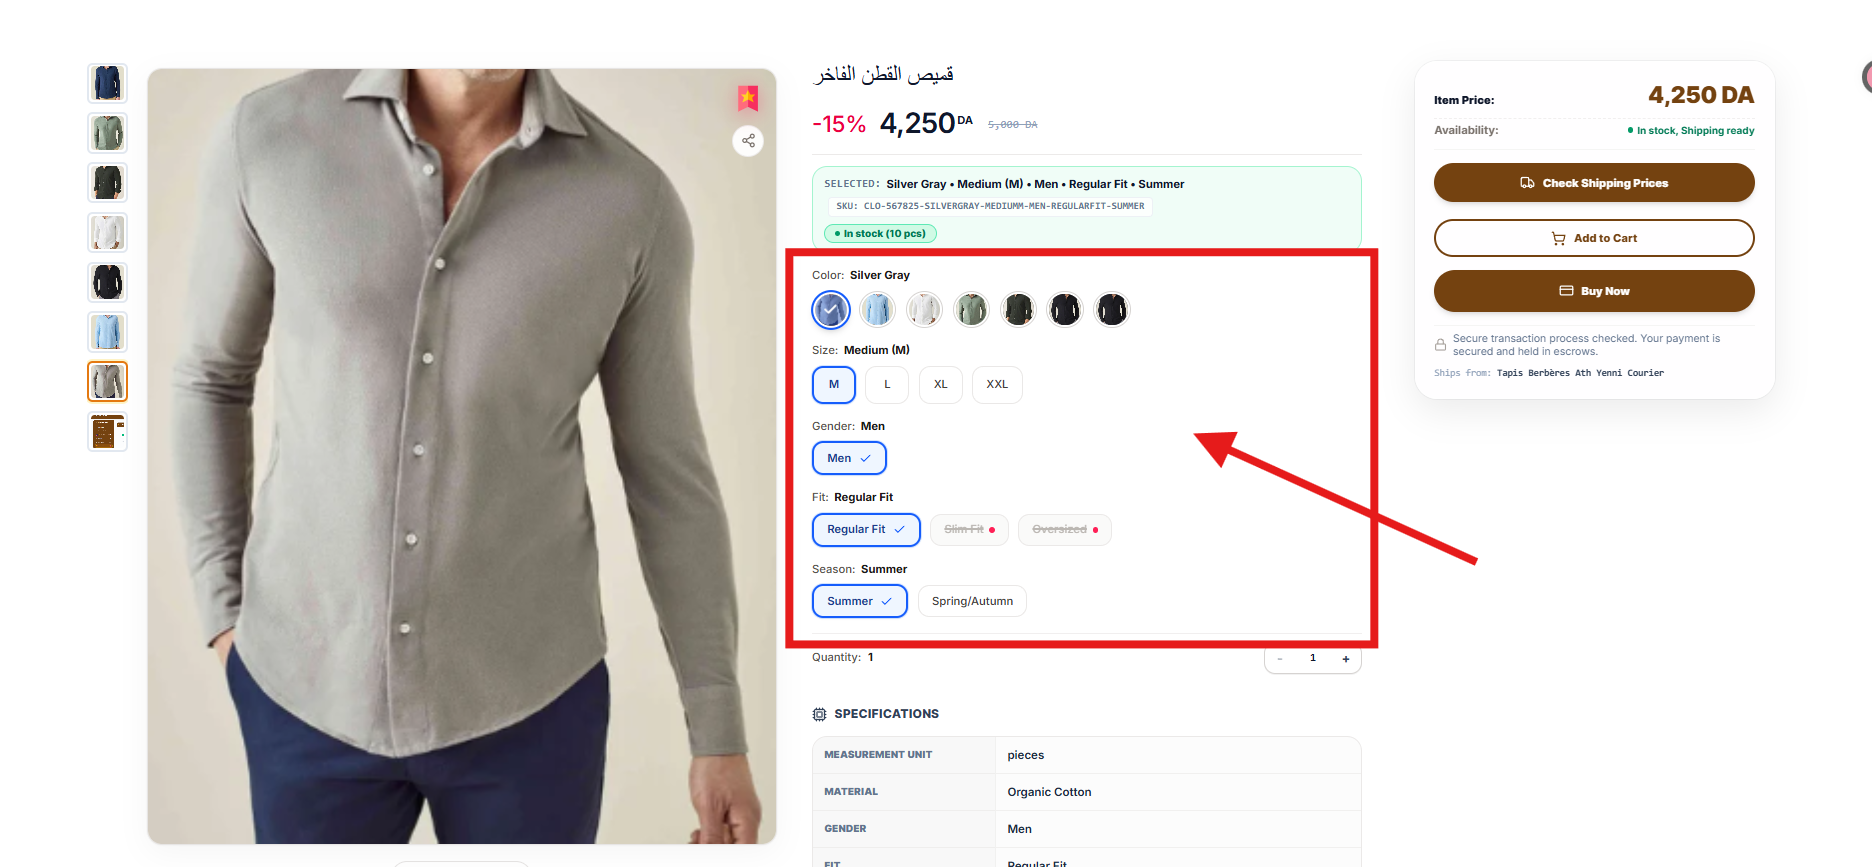 قميص القطن الفاخر
-15% 4,250 DA 5,000 DA
SELECTED: Silver Gray • Medium (M) • Men • Regular Fit • Summer
SKU: CLO-567825-SILVERGRAY-MEDIUMM-MEN-REGULARFIT-SUMMER
In stock (10 pcs)
Color: Silver Gray
Size: Medium (M)
M L XL XXL
Gender: Men
Men
Fit: Regular Fit
Regular Fit Slim Fit Oversized
Season: Summer
Summer Spring/Autumn
Quantity: 1
- 1 +
SPECIFICATIONS
MEASUREMENT UNIT pieces
MATERIAL Organic Cotton
GENDER Men
FIT Regular Fit
Item Price: 4,250 DA
Availability: In stock, Shipping ready
Check Shipping Prices
Add to Cart
Buy Now
Secure transaction process checked. Your payment is
secured and held in escrows.
Ships from: Tapis Berbères Ath Yenni Courier